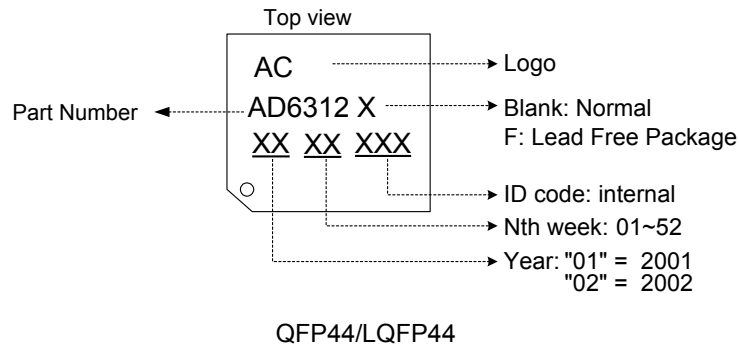 Top view
AC
Logo
Part Number
AD6312 X
Blank: Normal
F: Lead Free Package
XX XX XXX
ID code: internal
Nth week: 01~52
Year: "01" = 2001
"02" = 2002
QFP44/LQFP44